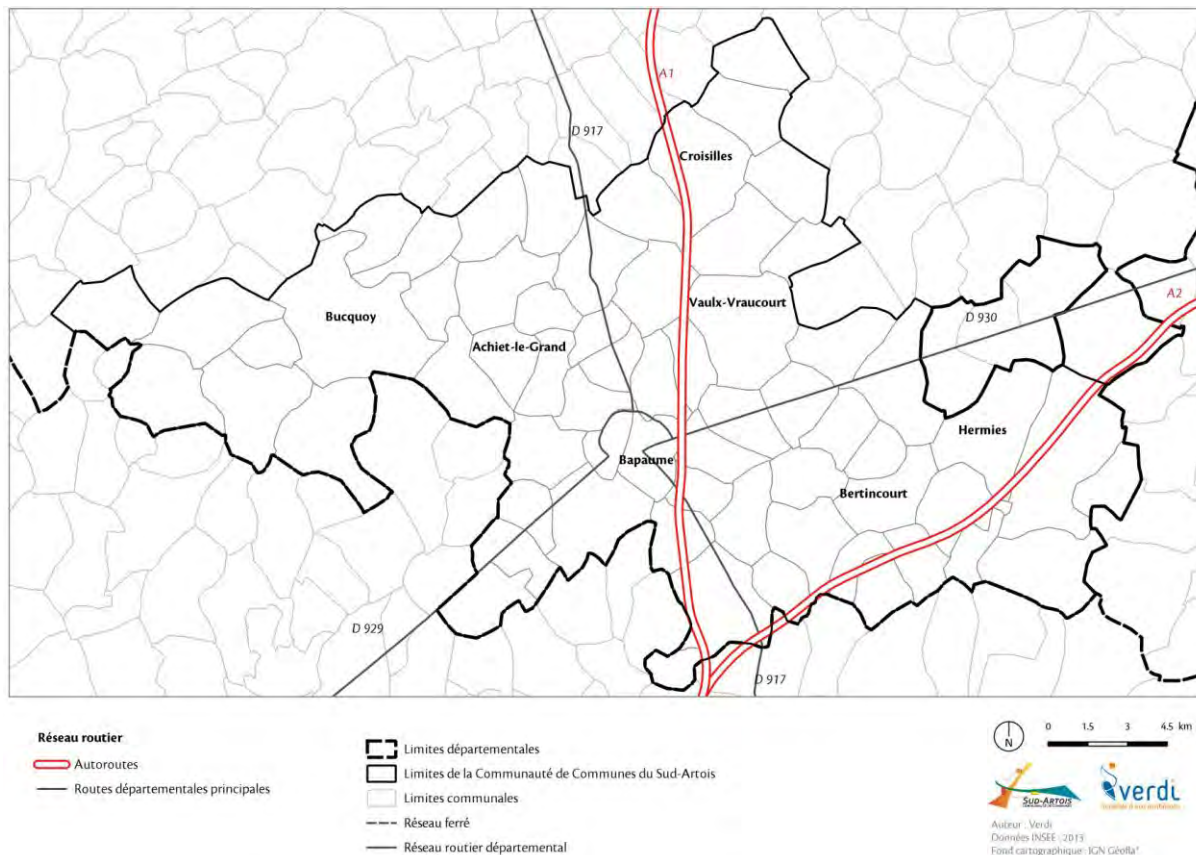 A1
D 917
Croisilles
Vaulx-Vraucourt
A2
D 930
Bucquoy
Achiet-le-Grand
Hermies
Bapaume
Bertincourt
D 929
D 917
Réseau routier
Autoroutes
Routes départementales principales
Limites départementales
Limites de la Communauté de Communes du Sud-Artois
Limites communales
Réseau ferré
Réseau routier départemental
N
0 1.5 3 4.5 km
SUD-ARTOIS
verdi
Auteur : Verdi
Données INSEE : 2013
Fond cartographique : IGN Géofla®